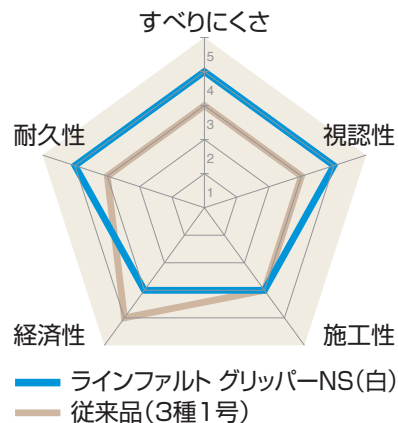 すべりにくさ
5
4
3
2
1
耐久性
視認性
経済性
施工性
ラインファルト グリッパーNS(白)
従来品(3種1号)